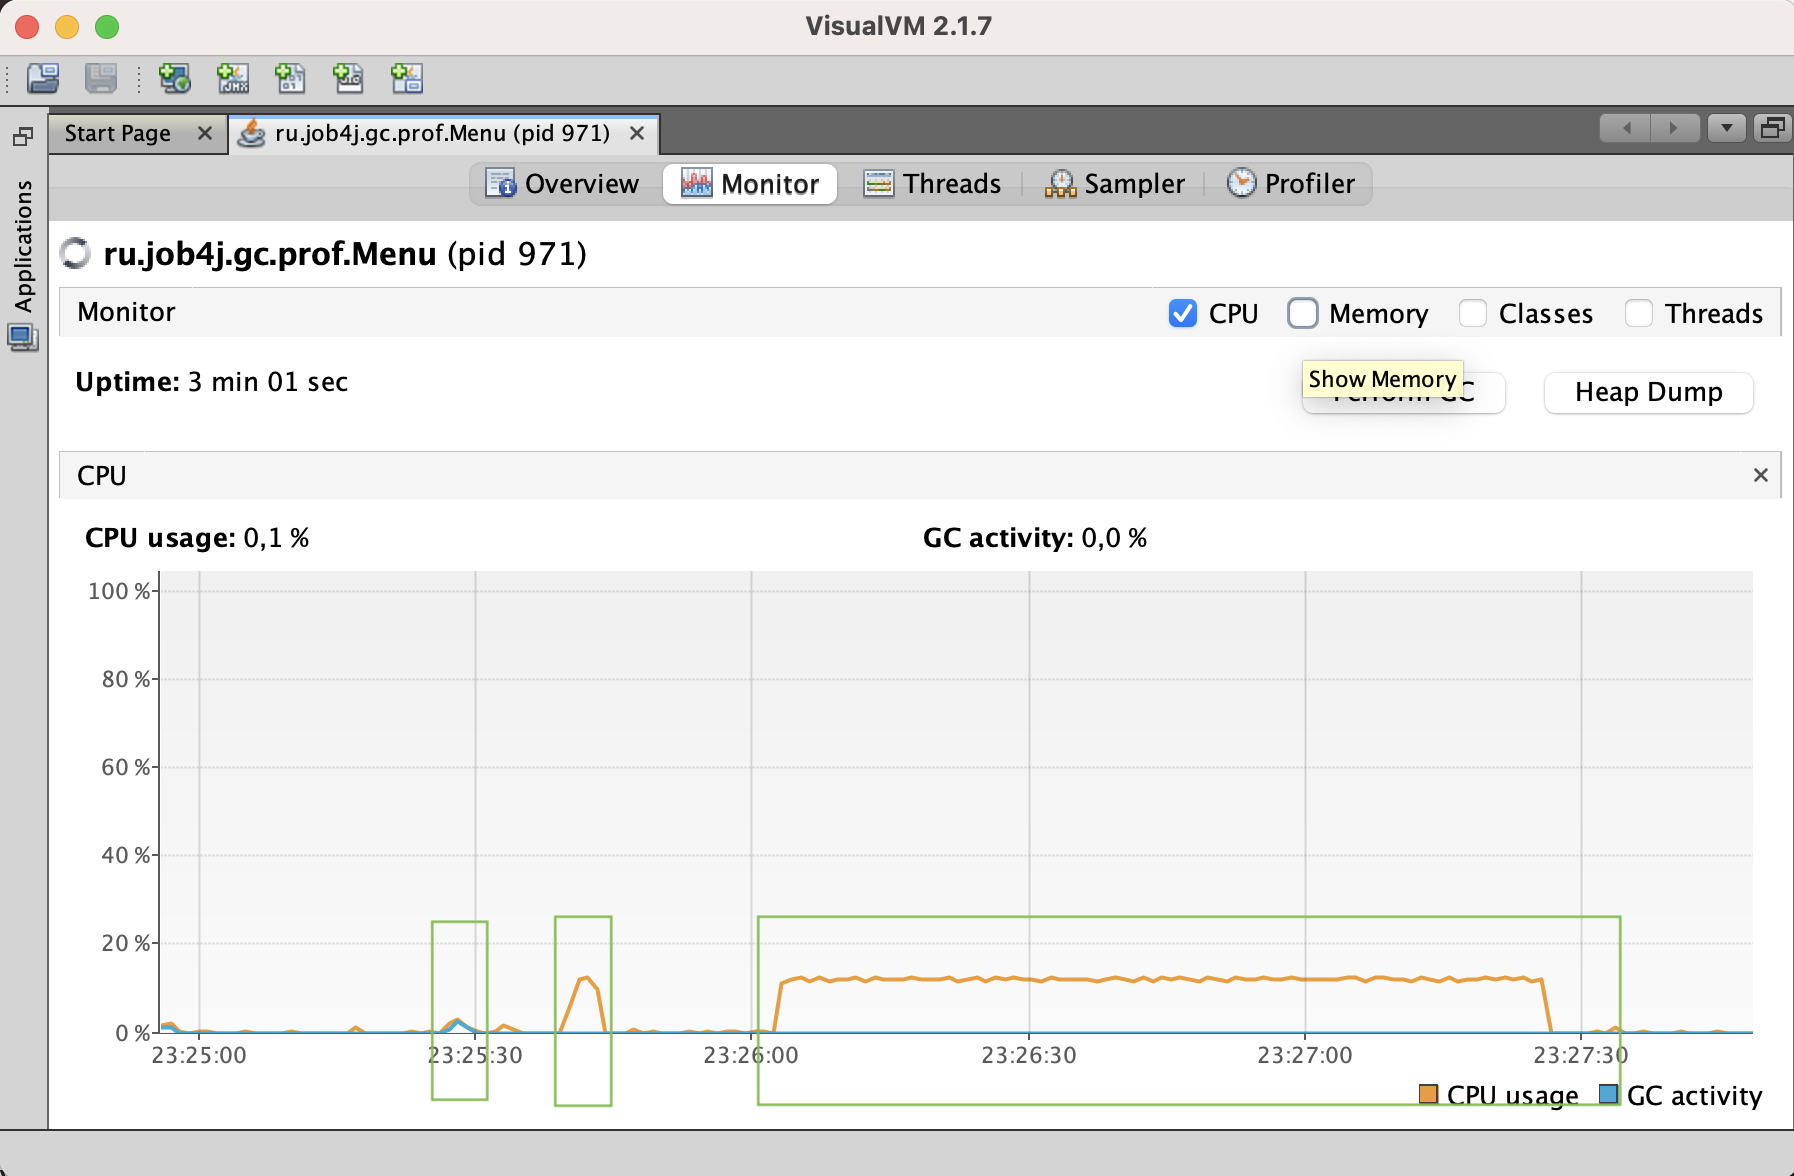 VisualVM 2.1.7
Start Page
ru.job4j.gc.prof.Menu (pid 971)
Applications
Overview
Monitor
Threads
Sampler
Profiler
ru.job4j.gc.prof.Menu (pid 971)
Monitor
CPU
Memory
Classes
Threads
Uptime: 3 min 01 sec
Show Memory
Perform GC
Heap Dump
CPU
CPU usage: 0,1 %
GC activity: 0,0 %
100 %
80 %
60 %
40 %
20 %
0 %
23:25:00
23:25:30
23:26:00
23:26:30
23:27:00
23:27:30
CPU usage
GC activity